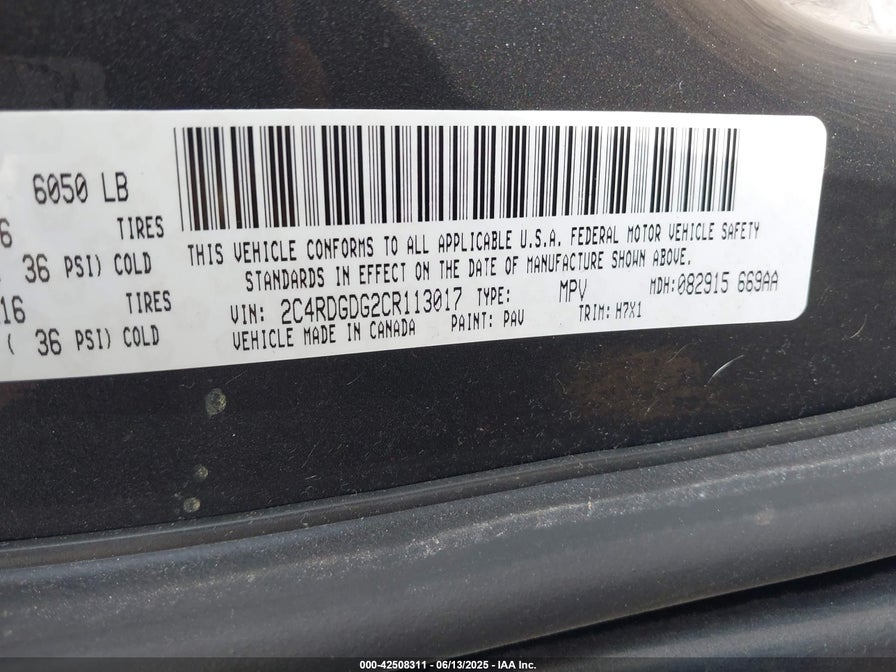 6050 LB
6 TIRES
36 PSI) COLD
16 TIRES
( 36 PSI) COLD
THIS VEHICLE CONFORMS TO ALL APPLICABLE U.S.A. FEDERAL MOTOR VEHICLE SAFETY
STANDARDS IN EFFECT ON THE DATE OF MANUFACTURE SHOWN ABOVE.
VIN: 2C4RDGDG2CR113017 TYPE: MPV MDH:082915 669AA
VEHICLE MADE IN CANADA PAINT: PAV TRIM: H7X1
000-42508311 - 06/13/2025 - IAA Inc.